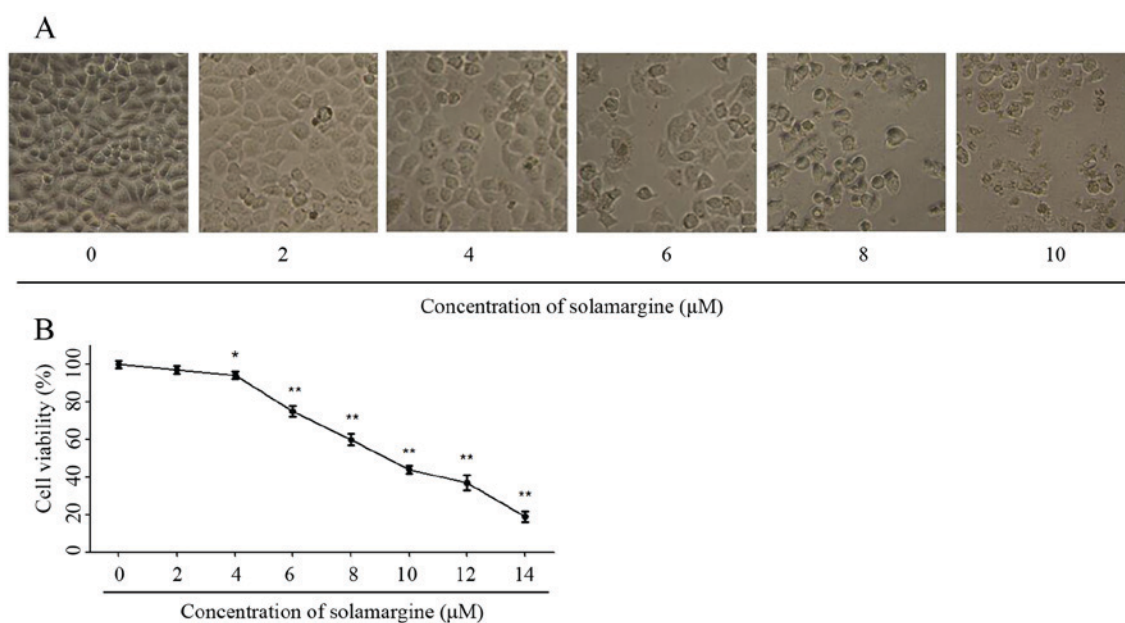 A
0 2 4 6 8 10
Concentration of solamargine (µM)
B
Cell viability (%)
100
80
60
40
20
0
* ** ** ** ** **
0 2 4 6 8 10 12 14
Concentration of solamargine (µM)